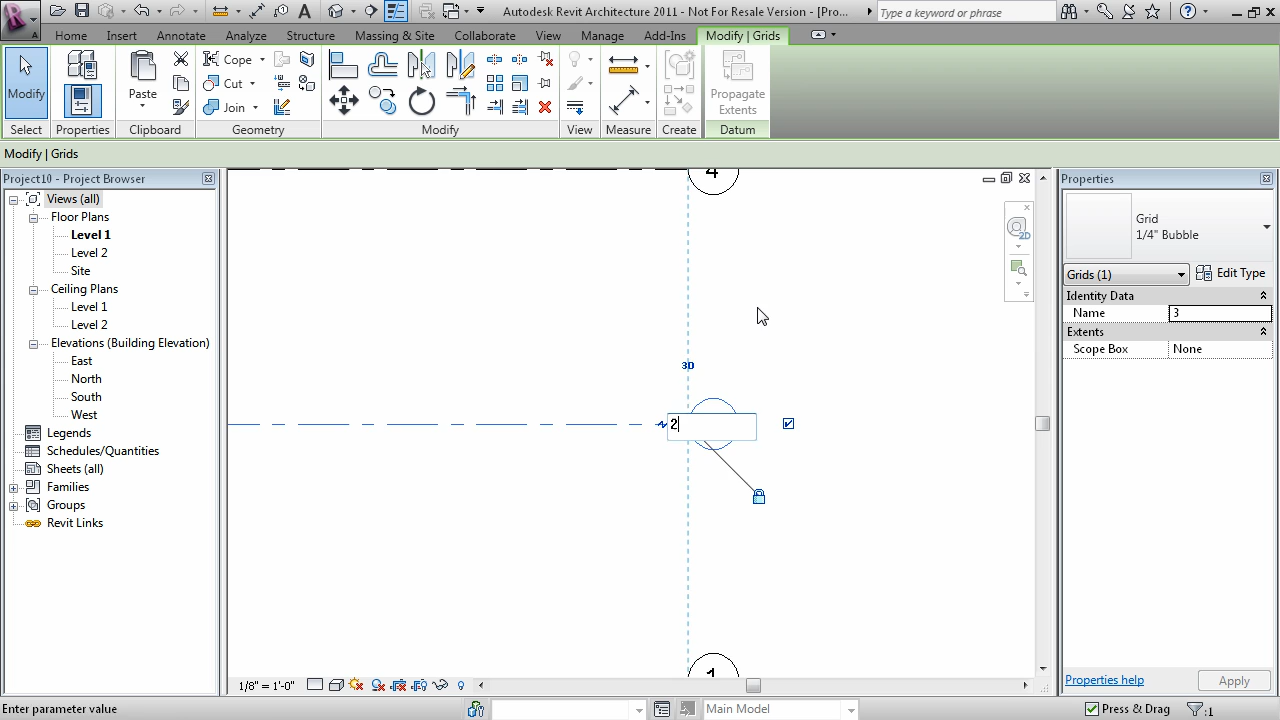 Autodesk Revit Architecture 2011 - Not For Resale Version - [Pro...
Type a keyword or phrase
Home Insert Annotate Analyze Structure Massing & Site Collaborate View Manage Add-Ins Modify | Grids
Modify
Paste
Cope
Cut
Join
Propagate
Extents
Select Properties Clipboard Geometry Modify View Measure Create Datum
Modify | Grids
Project10 - Project Browser
Views (all)
Floor Plans
Level 1
Level 2
Site
Ceiling Plans
Level 1
Level 2
Elevations (Building Elevation)
East
North
South
West
Legends
Schedules/Quantities
Sheets (all)
Families
Groups
Revit Links
4
2D
3D
2
1
Properties
Grid
1/4" Bubble
Grids (1)
Edit Type
Identity Data
Name 3
Extents
Scope Box None
Properties help
Apply
1/8" = 1'-0"
Enter parameter value
Main Model
Press & Drag
:1